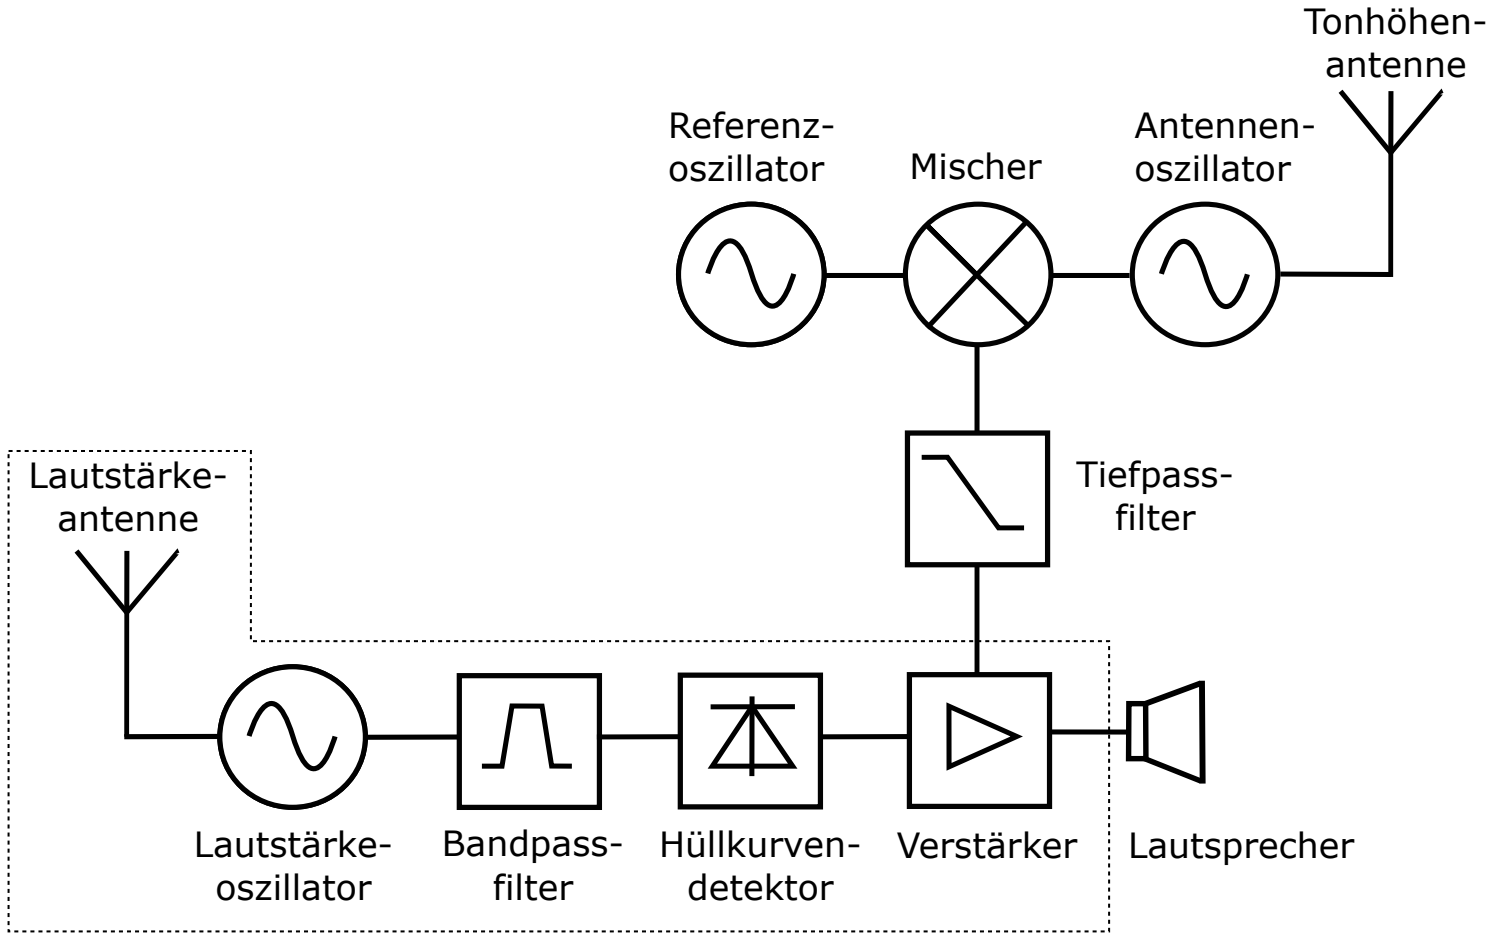 Tonhöhen-
antenne
Referenz-
oszillator
Mischer
Antennen-
oszillator
Tiefpass-
filter
Lautstärke-
antenne
Lautstärke-
oszillator
Bandpass-
filter
Hüllkurven-
detektor
Verstärker
Lautsprecher